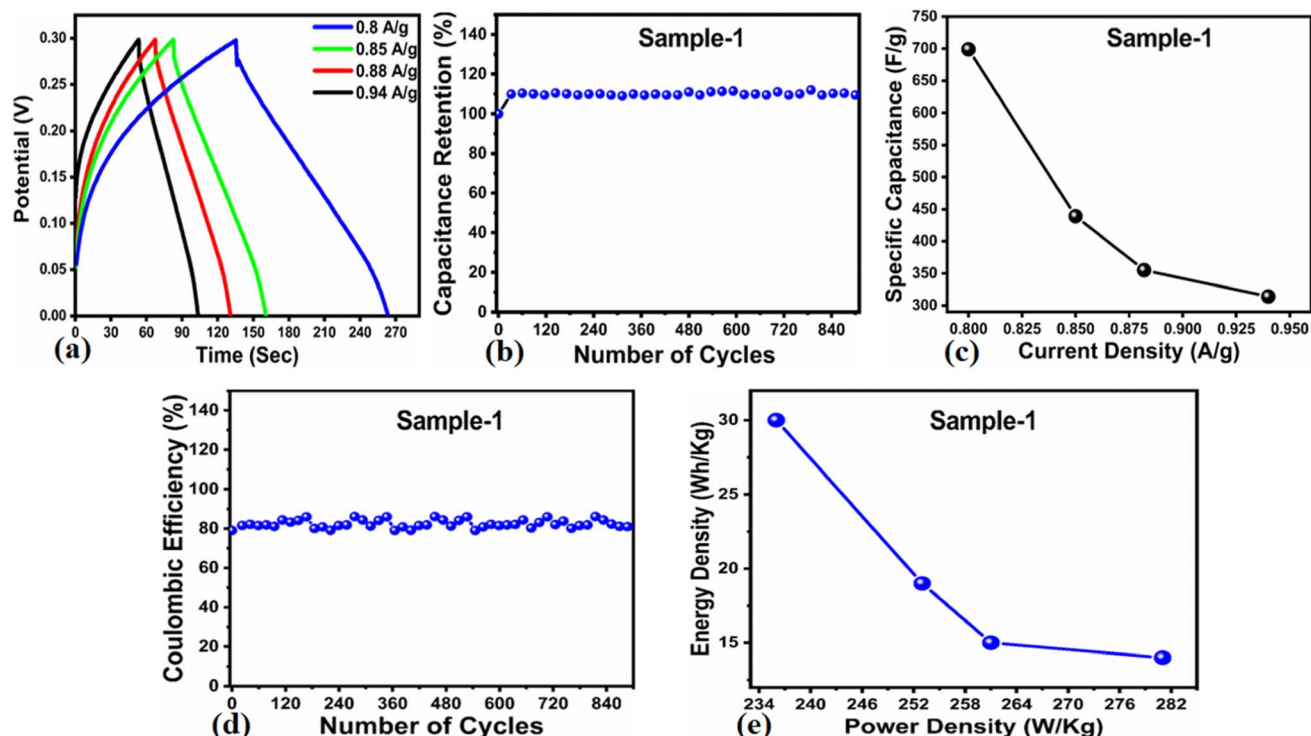 0.8 A/g
0.85 A/g
0.88 A/g
0.94 A/g
Potential (V)
0.30
0.25
0.20
0.15
0.10
0.05
0.00
0 30 60 90 120 150 180 210 240 270
Time (Sec)
(a)
Sample-1
Capacitance Retention (%)
140
120
100
80
60
40
20
0
0 120 240 360 480 600 720 840
Number of Cycles
(b)
Sample-1
Specific Capacitance (F/g)
700
650
600
550
500
450
400
350
300
0.800 0.825 0.850 0.875 0.900 0.925 0.950
Current Density (A/g)
(c)
Sample-1
Coulombic Efficiency (%)
140
120
100
80
60
40
20
0
0 120 240 360 480 600 720 840
Number of Cycles
(d)
Sample-1
Energy Density (Wh/Kg)
30
25
20
15
234 240 246 252 258 264 270 276 282
Power Density (W/Kg)
(e)